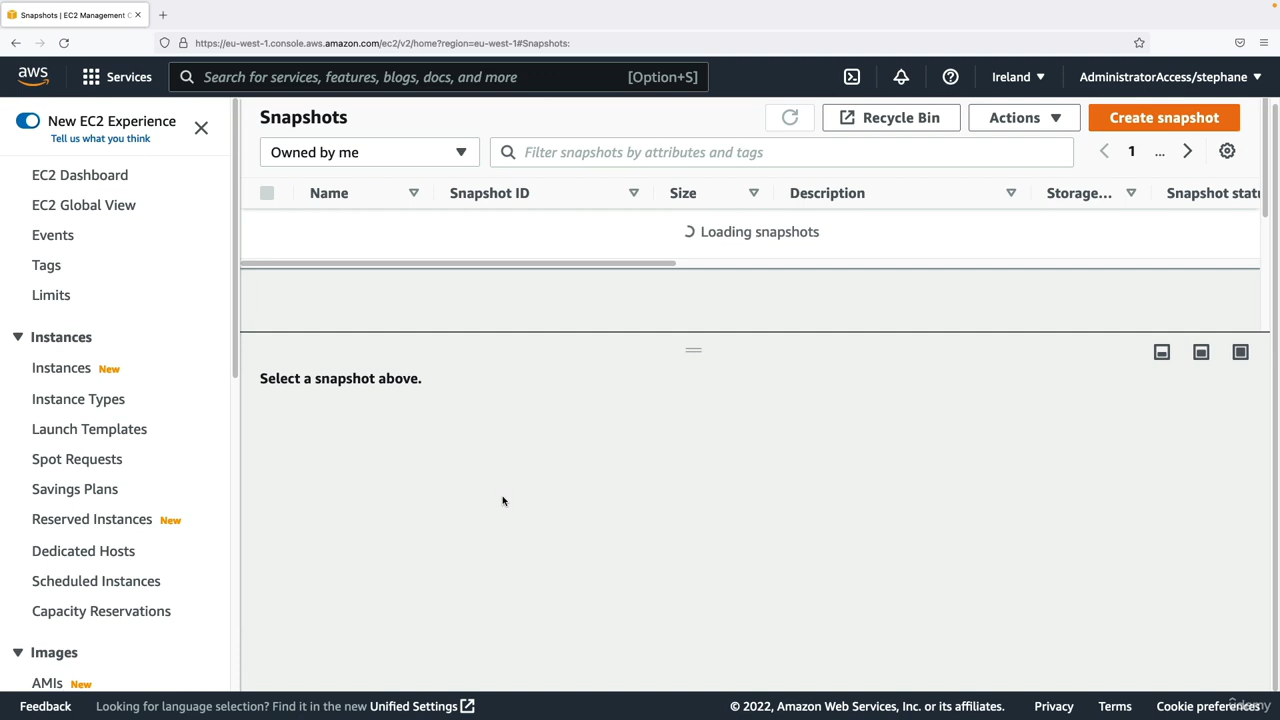 Snapshots | EC2 Management C
https://eu-west-1.console.aws.amazon.com/ec2/v2/home?region=eu-west-1#Snapshots:
aws
Services
Search for services, features, blogs, docs, and more
[Option+S]
Ireland
AdministratorAccess/stephane
New EC2 Experience
Tell us what you think
EC2 Dashboard
EC2 Global View
Events
Tags
Limits
Instances
Instances New
Instance Types
Launch Templates
Spot Requests
Savings Plans
Reserved Instances New
Dedicated Hosts
Scheduled Instances
Capacity Reservations
Images
AMIs New
Snapshots
Recycle Bin
Actions
Create snapshot
Owned by me
Filter snapshots by attributes and tags
1
...
Name
Snapshot ID
Size
Description
Storage...
Snapshot statu
Loading snapshots
Select a snapshot above.
Feedback
Looking for language selection? Find it in the new Unified Settings
© 2022, Amazon Web Services, Inc. or its affiliates.
Privacy
Terms
Cookie preferences
Udemy